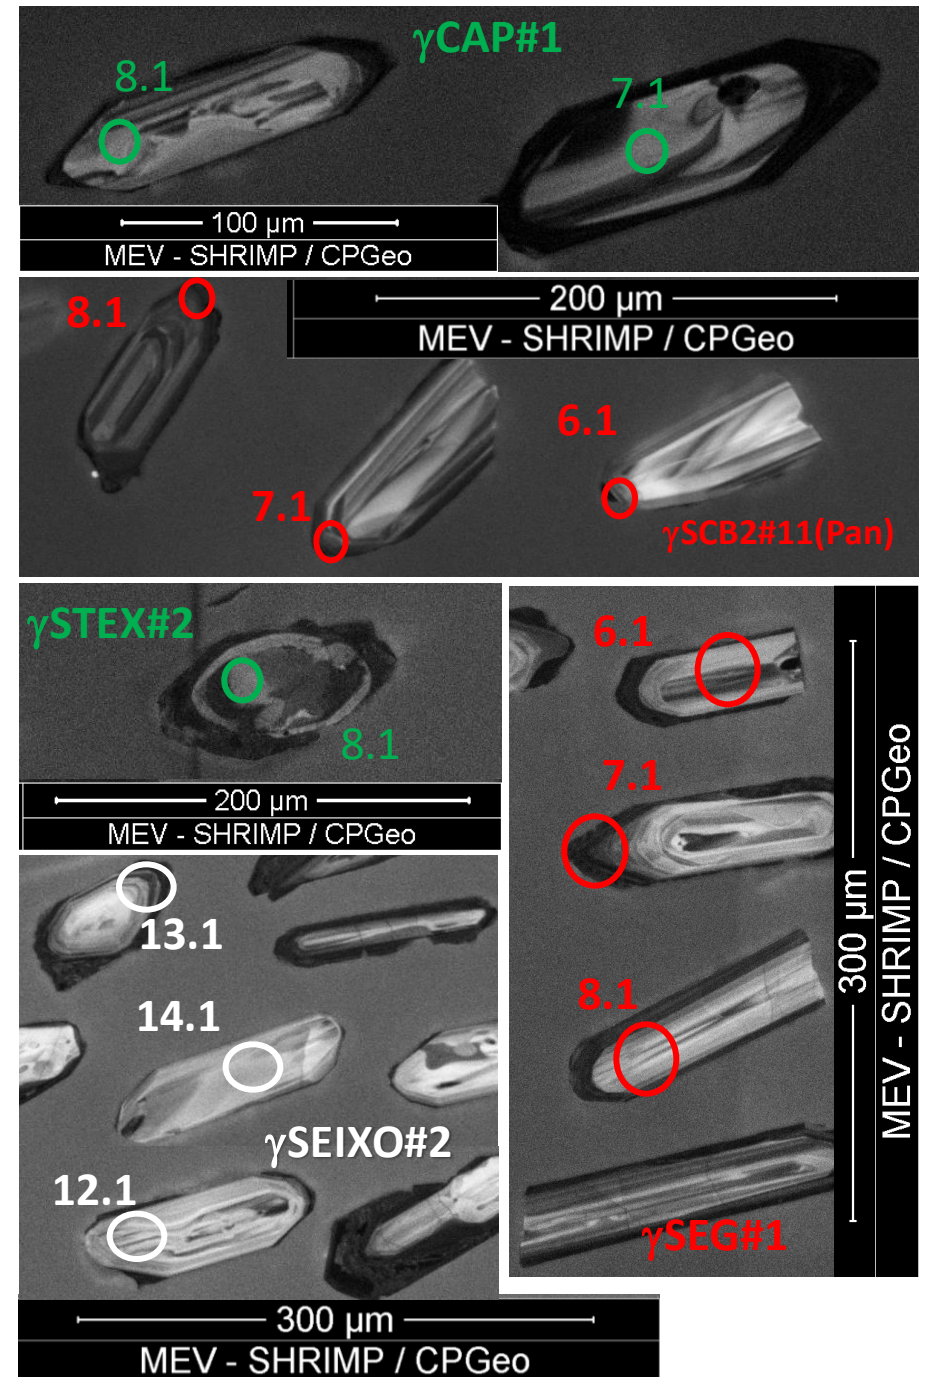 γCAP#1
8.1
7.1
100 µm
MEV - SHRIMP / CPGeo
8.1
200 µm
MEV - SHRIMP / CPGeo
6.1
7.1
γSCB2#11(Pan)
γSTEX#2
8.1
200 µm
MEV - SHRIMP / CPGeo
6.1
7.1
8.1
γSEG#1
300 µm
MEV - SHRIMP / CPGeo
13.1
14.1
γSEIXO#2
12.1
300 µm
MEV - SHRIMP / CPGeo